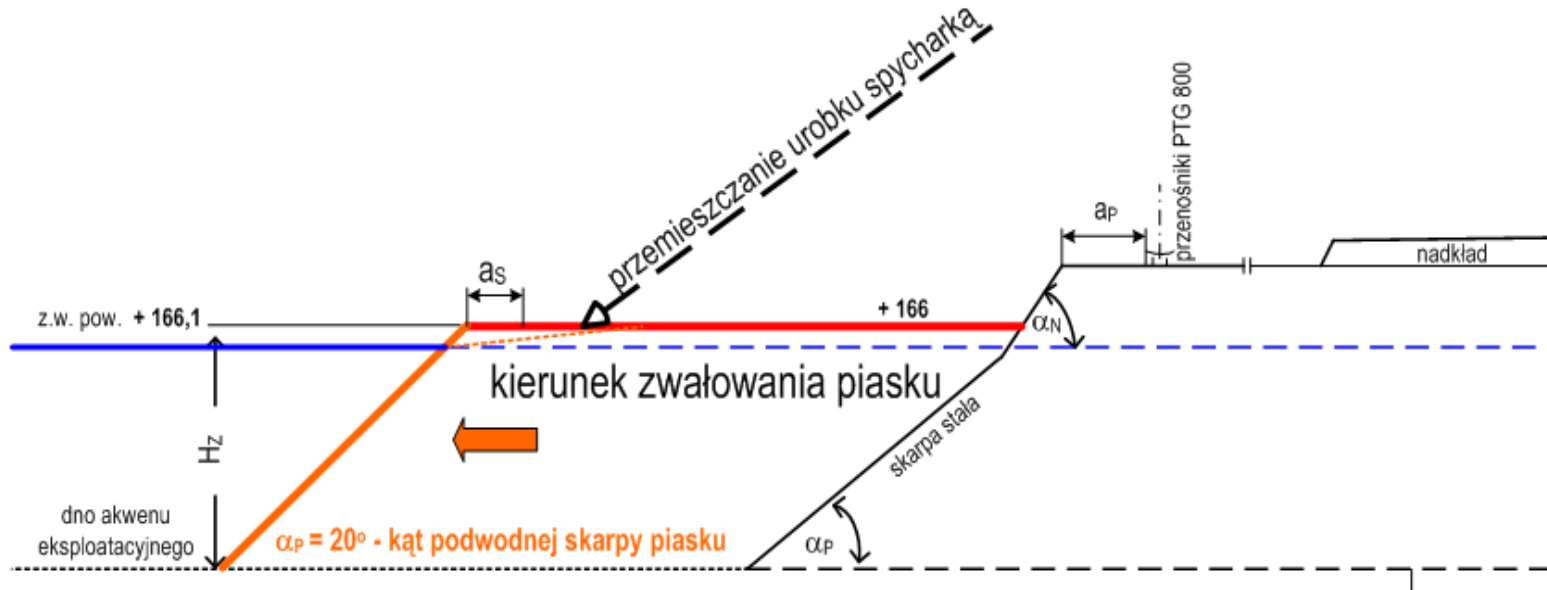 przemieszczanie urobku spycharką
przenośniki PTG 800
aP
nadkład
aS
z.w. pow. + 166,1
+ 166
αN
kierunek zwałowania piasku
skarpa stała
HZ
dno akwenu
eksploatacyjnego
αP = 20° - kąt podwodnej skarpy piasku
αP